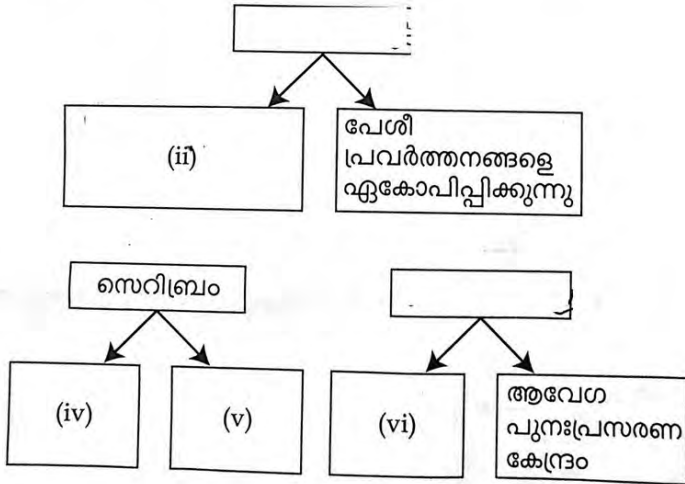 (ii)
പേശീ
പ്രവർത്തനങ്ങളെ
ഏകോപിപ്പിക്കുന്നു
സെറിബ്രം
(iv)
(v)
(vi)
ആവേഗ
പുനഃപ്രസരണ
കേന്ദ്രം